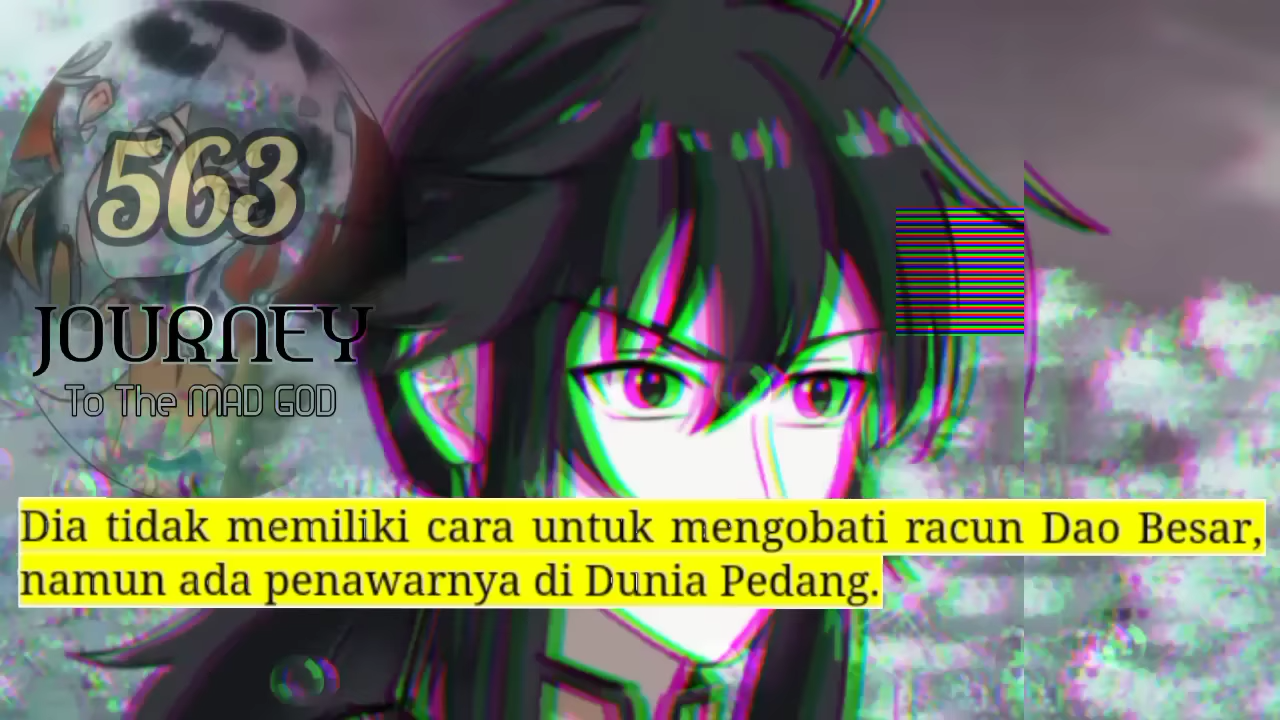 563
JOURNEY
To The MAD GOD
Dia tidak memiliki cara untuk mengobati racun Dao Besar,
namun ada penawarnya di Dunia Pedang.